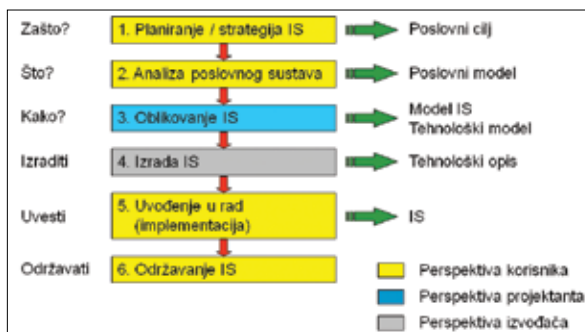 Zašto?
1. Planiranje / strategija IS
Poslovni cilj
Što?
2. Analiza poslovnog sustava
Poslovni model
Kako?
3. Oblikovanje IS
Model IS
Tehnološki model
Izraditi
4. Izrada IS
Tehnološki opis
Uvesti
5. Uvođenje u rad
(implementacija)
IS
Održavati
6. Održavanje IS
Perspektiva korisnika
Perspektiva projektanta
Perspektiva izvođača